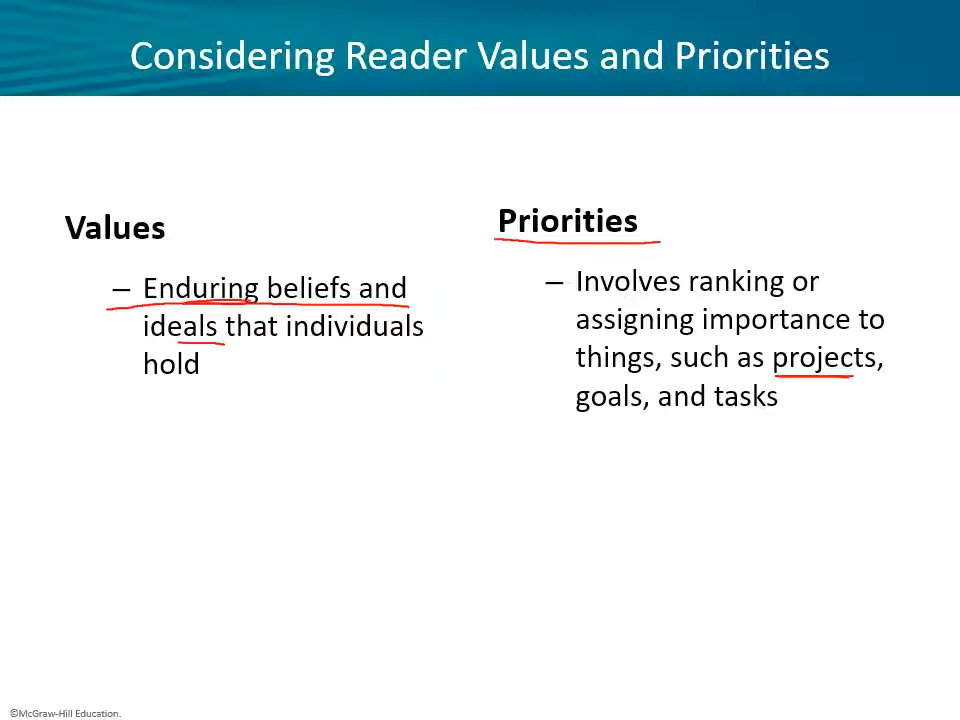 Considering Reader Values and Priorities
Values
– Enduring beliefs and
ideals that individuals
hold
Priorities
– Involves ranking or
assigning importance to
things, such as projects,
goals, and tasks
©McGraw-Hill Education.